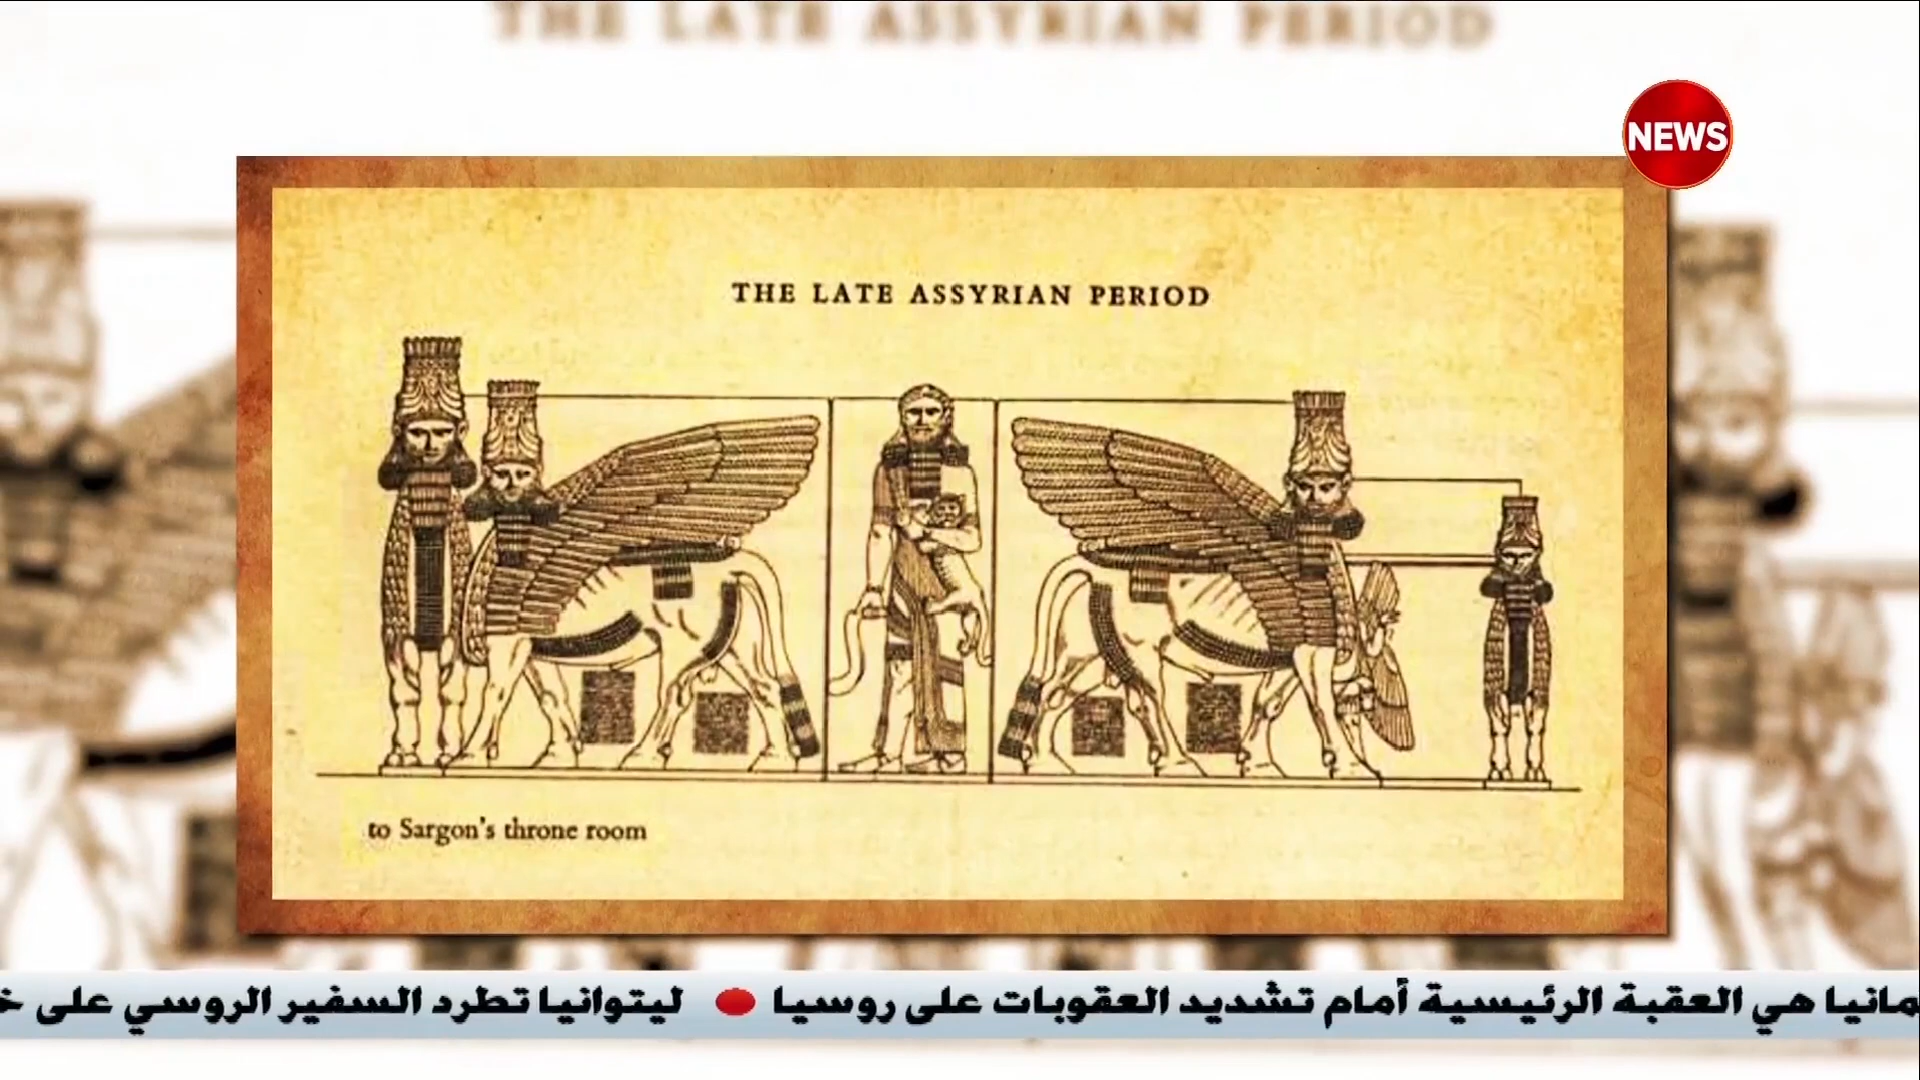 THE LATE ASSYRIAN PERIOD
NEWS
THE LATE ASSYRIAN PERIOD
to Sargon's throne room
مانيا هي العقبة الرئيسية أمام تشديد العقوبات على روسيا ● ليتوانيا تطرد السفير الروسي على خ